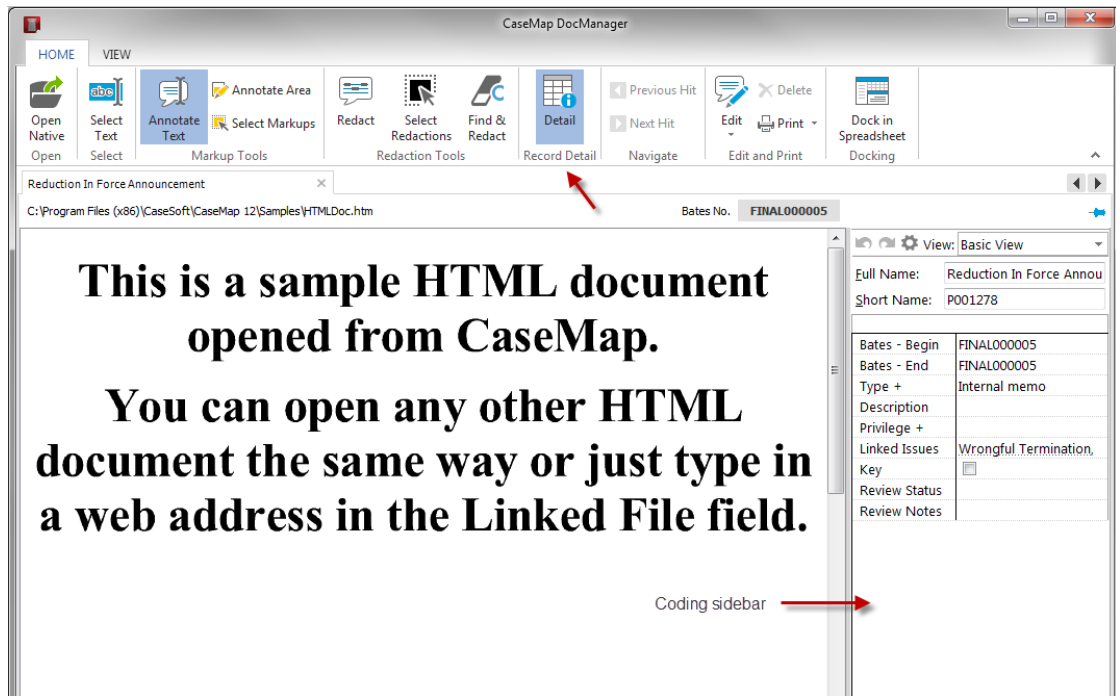 CaseMap DocManager
HOME VIEW
Open Native
Select Text
Annotate Text
Annotate Area
Select Markups
Redact
Select Redactions
Find & Redact
Detail
Previous Hit
Next Hit
Edit
Delete
Print
Dock in Spreadsheet
Open Select Markup Tools Redaction Tools Record Detail Navigate Edit and Print Docking
Reduction In Force Announcement
C:\Program Files (x86)\CaseSoft\CaseMap 12\Samples\HTMLDoc.htm Bates No. FINAL000005
This is a sample HTML document
opened from CaseMap.
You can open any other HTML
document the same way or just type in
a web address in the Linked File field.
Coding sidebar
View: Basic View
Full Name: Reduction In Force Annou
Short Name: P001278
Bates - Begin FINAL000005
Bates - End FINAL000005
Type + Internal memo
Description
Privilege +
Linked Issues Wrongful Termination,
Key
Review Status
Review Notes